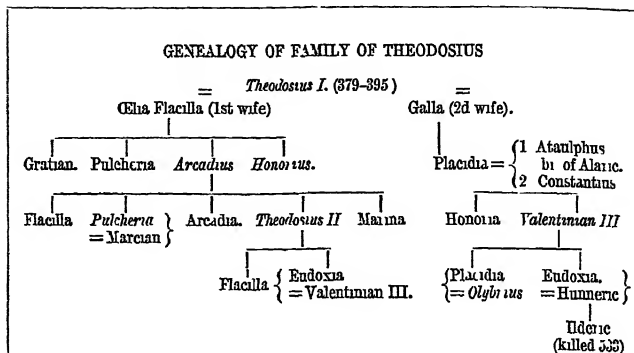 GENEALOGY OF FAMILY OF THEODOSIUS
= Theodosius I. (379–395) =
Œlia Flacilla (1st wife) Galla (2d wife).
Gratian. Pulcheria Arcadius Honorius. Placidia = { 1 Ataulphus
br of Alaric.
2 Constantius
Flacilla Pulcheria = Marcian } Arcadia. Theodosius II Marina Honoria Valentinian III
Flacilla { Eudoxia { Placidia Eudoxia. }
= Valentinian III. = Olybrius = Hunneric
Ilderic
(killed 533)